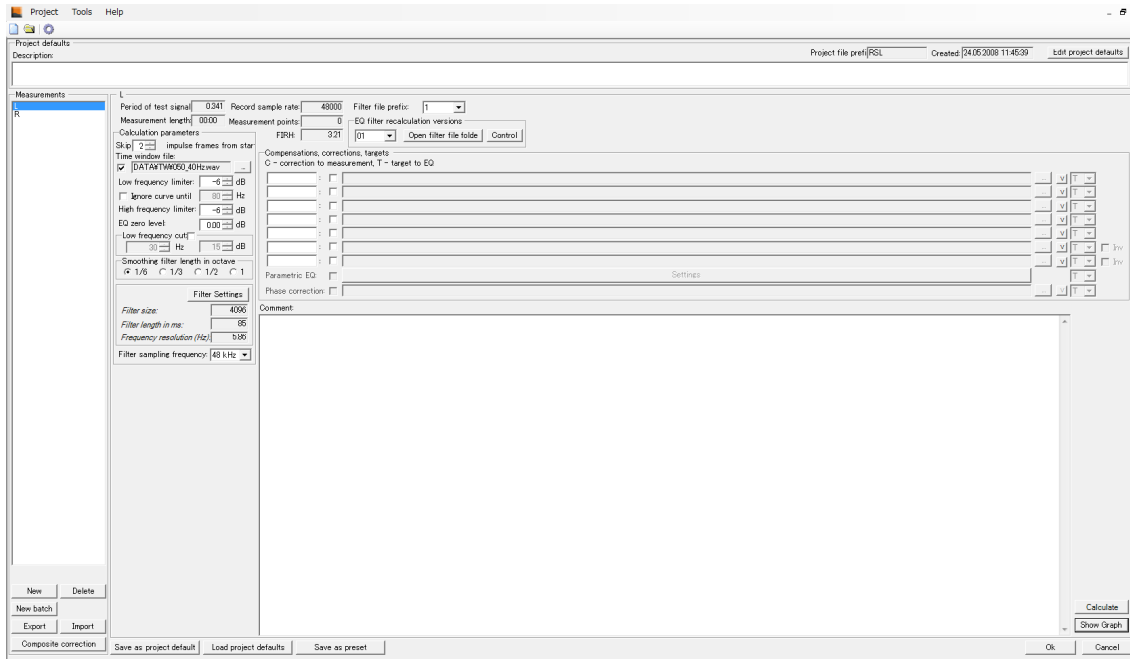 Project Tools Help
Project defaults
Description:
Project file prefi RSL Created: 24.05.2008 11:45:39 Edit project defaults
Measurements
L
R
L
Period of test signal 0.341 Record sample rate: 48000 Filter file prefix: 1
Measurement length: 00:00 Measurement points: 0
EQ filter recalculation versions
FIRH: 3.21 01 Open filter file folde Control
Calculation parameters
Skip 2 impulse frames from star
Time window file:
DATA¥TW¥050_40Hz.wav ...
Low frequency limiter: -6 dB
Ignore curve until 80 Hz
High frequency limiter: -6 dB
EQ zero level: 0.00 dB
Low frequency cut:
30 Hz 15 dB
Smoothing filter length in octave
1/6 1/3 1/2 1
Filter Settings
Filter size: 4096
Filter length in ms: 85
Frequency resolution (Hz): 5.86
Filter sampling frequency: 48 kHz
Compensations, corrections, targets
C - correction to measurement, T - target to EQ
: ... v T
: ... v T
: ... v T
: ... v T
: ... v T
: ... v T Inv
: ... v T Inv
Parametric EQ: Settings T
Phase correction: ... v T
Comment:
New Delete
New batch
Export Import
Composite correction
Calculate
Show Graph
Save as project default Load project defaults Save as preset Ok Cancel